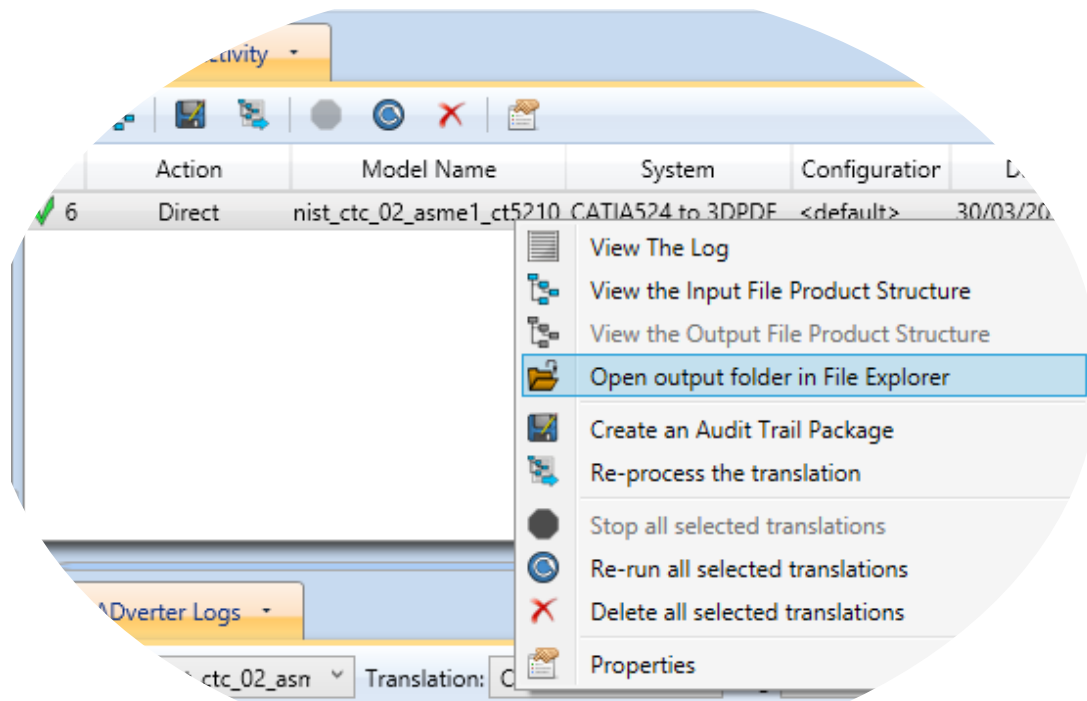 Action Model Name System Configuration
6 Direct nist_ctc_02_asme1_ct5210 CATIA524 to 3DPDF <default> 30/03/20
View The Log
View the Input File Product Structure
View the Output File Product Structure
Open output folder in File Explorer
Create an Audit Trail Package
Re-process the translation
Stop all selected translations
Re-run all selected translations
Delete all selected translations
Properties
ADverter Logs
ctc_02_asn Translation: C